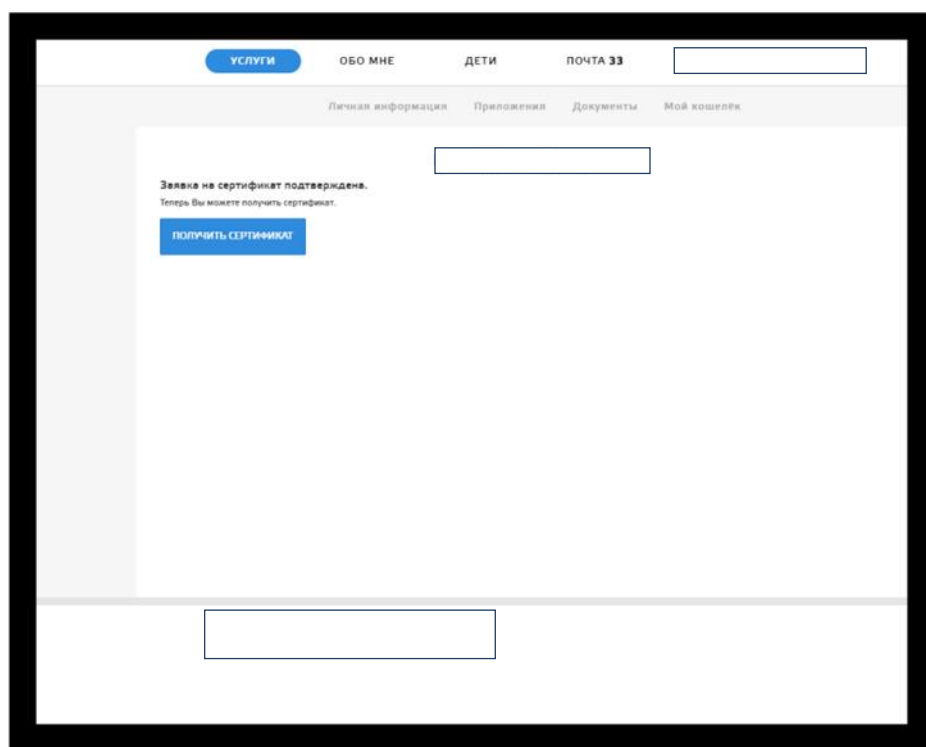 УСЛУГИ ОБО МНЕ ДЕТИ ПОЧТА 33
Личная информация Приложения Документы Мой кошелёк
Заявка на сертификат подтверждена.
Теперь Вы можете получить сертификат.
ПОЛУЧИТЬ СЕРТИФИКАТ